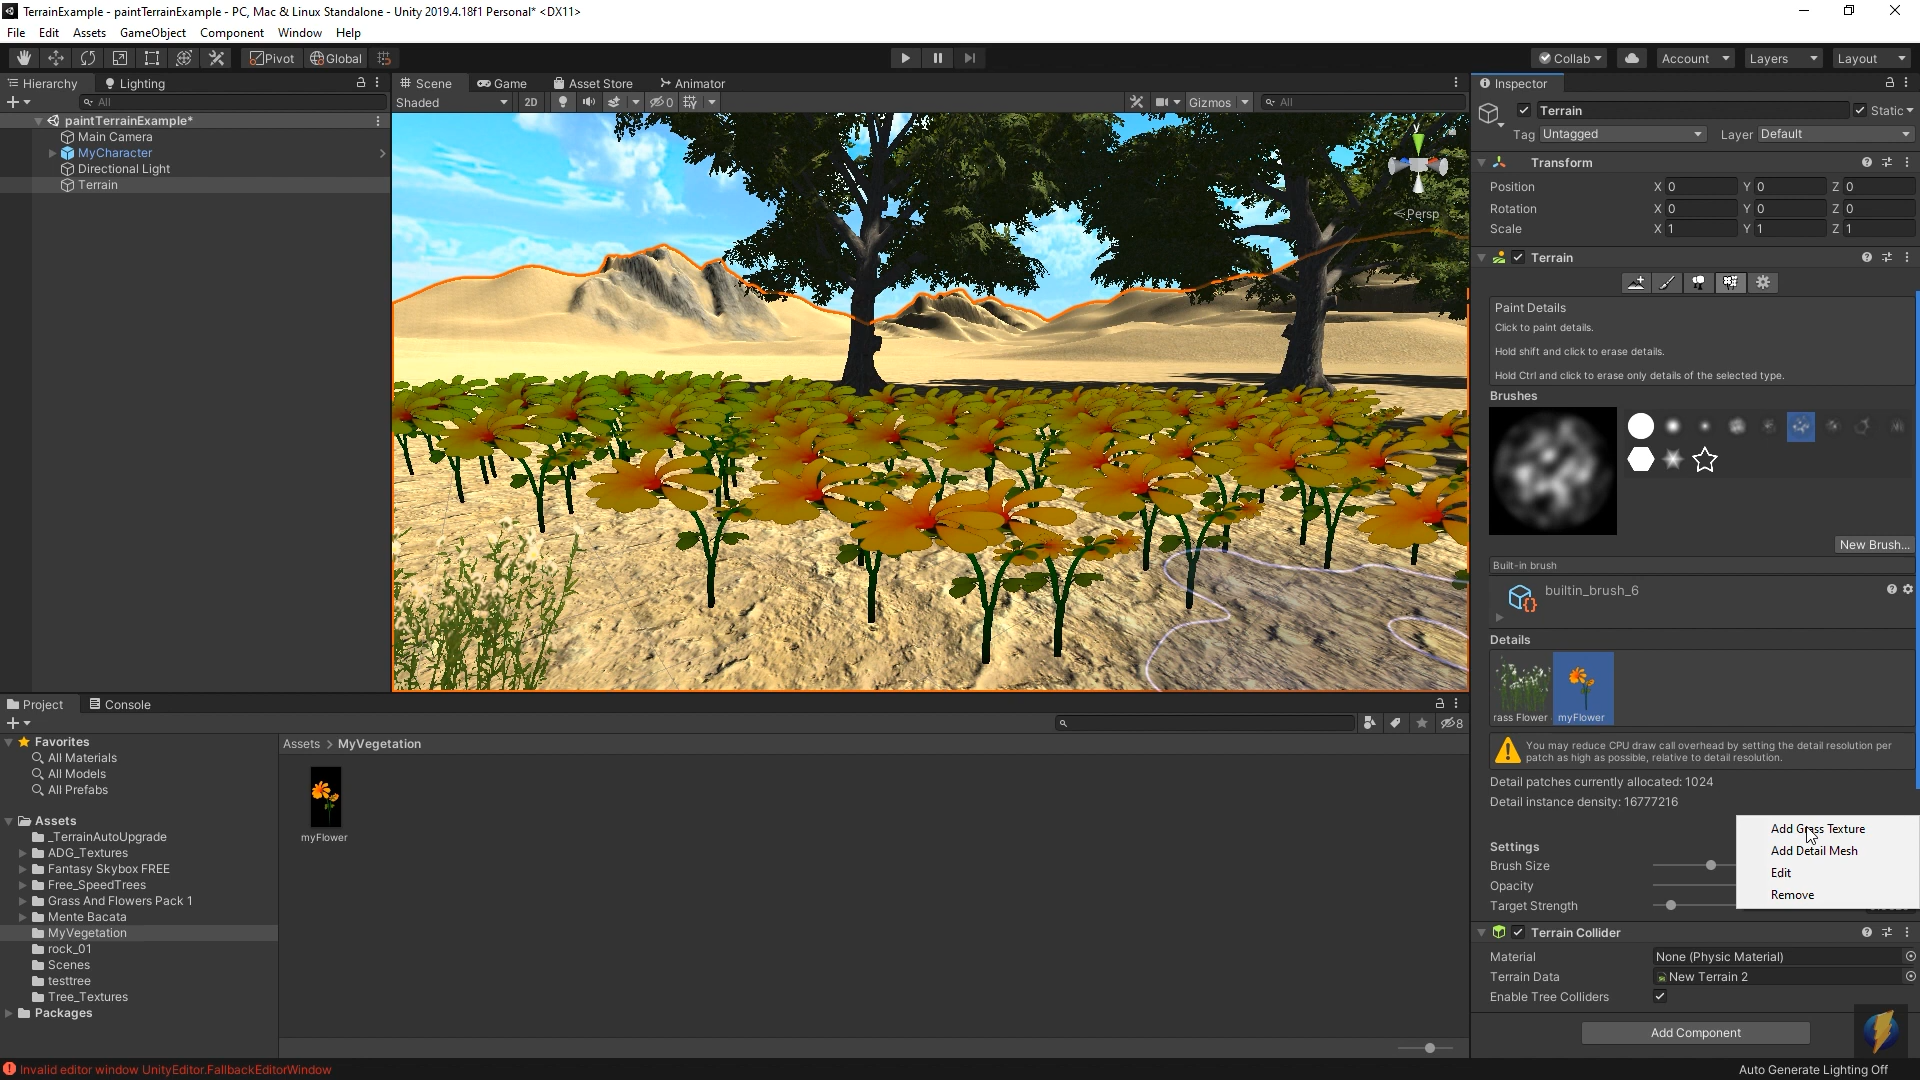 TerrainExample - paintTerrainExample - PC, Mac & Linux Standalone - Unity 2019.4.18f1 Personal* <DX11>
File Edit Assets GameObject Component Window Help
Pivot Global Collab Account Layers Layout
Hierarchy Lighting
All
paintTerrainExample*
Main Camera
MyCharacter
Directional Light
Terrain
Scene Game Asset Store Animator
Shaded 2D 0 Gizmos All
y
Persp
Inspector
Terrain Static
Tag Untagged Layer Default
Transform
Position X 0 Y 0 Z 0
Rotation X 0 Y 0 Z 0
Scale X 1 Y 1 Z 1
Terrain
Paint Details
Click to paint details.
Hold shift and click to erase details.
Hold Ctrl and click to erase only details of the selected type.
Brushes
New Brush...
Built-in brush
builtin_brush_6
Details
rass Flower myFlower
You may reduce CPU draw call overhead by setting the detail resolution per
patch as high as possible, relative to detail resolution.
Detail patches currently allocated: 1024
Detail instance density: 16777216
Add Grass Texture
Add Detail Mesh
Edit
Remove
Settings
Brush Size
Opacity
Target Strength
Terrain Collider
Material None (Physic Material)
Terrain Data New Terrain 2
Enable Tree Colliders
Add Component
Project Console
8
Favorites
All Materials
All Models
All Prefabs
Assets
_TerrainAutoUpgrade
ADG_Textures
Fantasy Skybox FREE
Free_SpeedTrees
Grass And Flowers Pack 1
Mente Bacata
MyVegetation
rock_01
Scenes
testtree
Tree_Textures
Packages
Assets > MyVegetation
myFlower
Invalid editor window UnityEditor.FallbackEditorWindow
Auto Generate Lighting Off